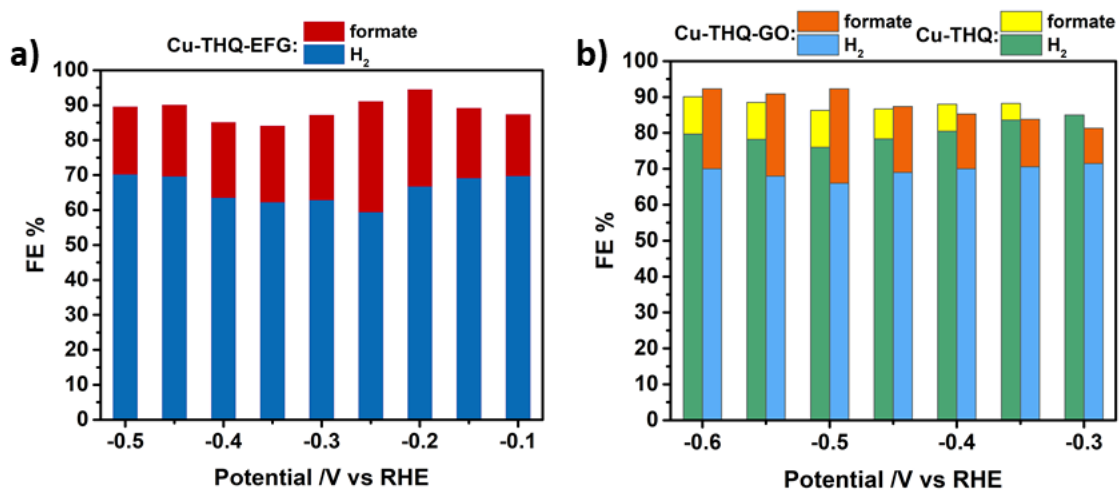 a)
Cu-THQ-EFG:
formate
H₂
FE %
100
90
80
70
60
50
40
30
20
10
0
-0.5
-0.4
-0.3
-0.2
-0.1
Potential /V vs RHE
b)
Cu-THQ-GO:
formate
H₂
Cu-THQ:
formate
H₂
FE %
100
90
80
70
60
50
40
30
20
10
0
-0.6
-0.5
-0.4
-0.3
Potential /V vs RHE